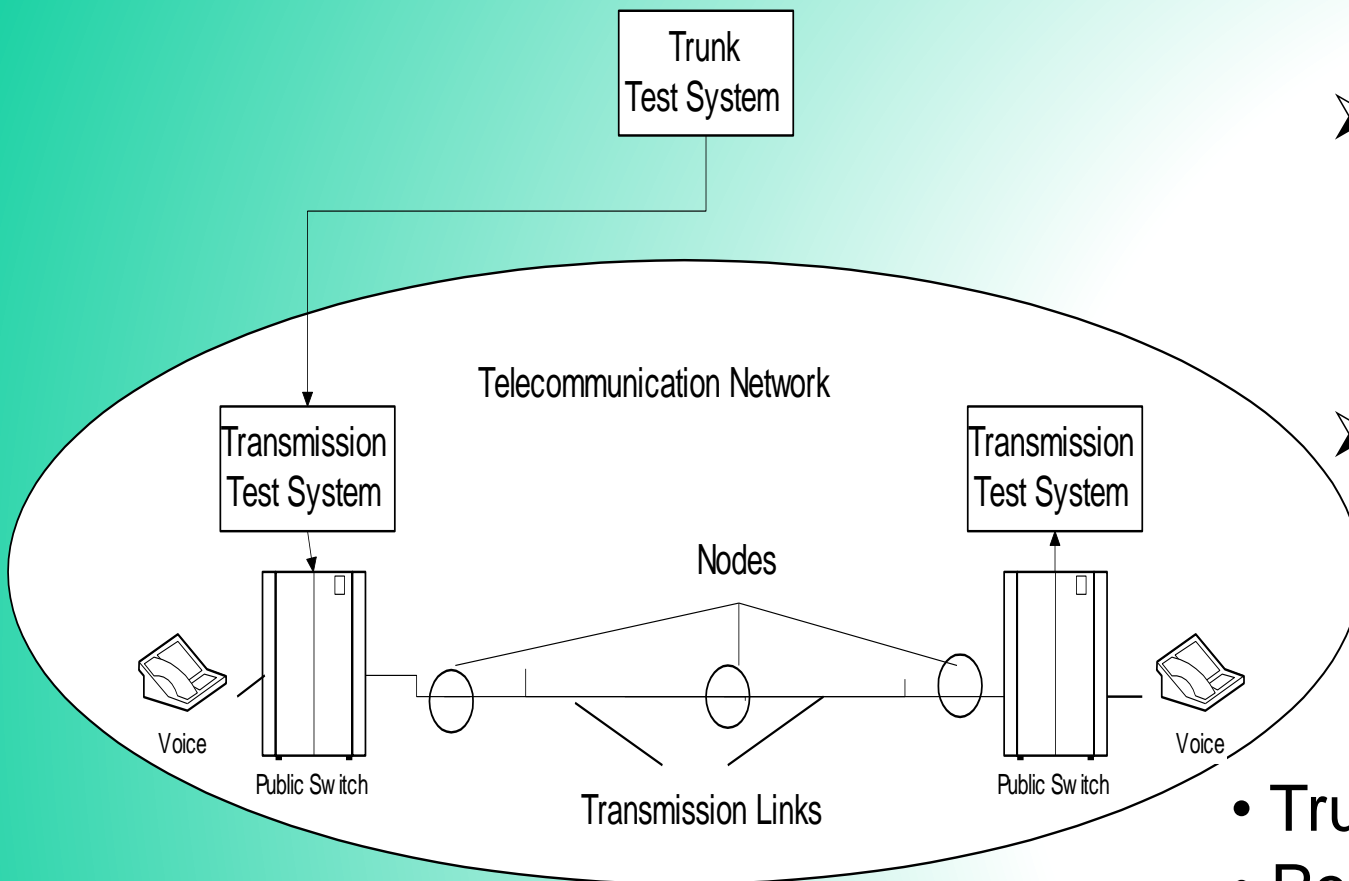 Trunk
Test System
Telecommunication Network
Transmission
Test System
Transmission
Test System
Nodes
Voice
Public Switch
Transmission Links
Public Switch
Voice